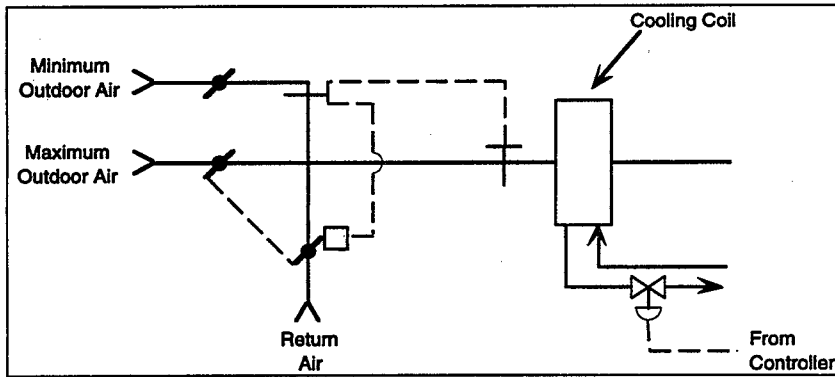 Cooling Coil
Minimum
Outdoor Air
Maximum
Outdoor Air
Return
Air
From
Controller